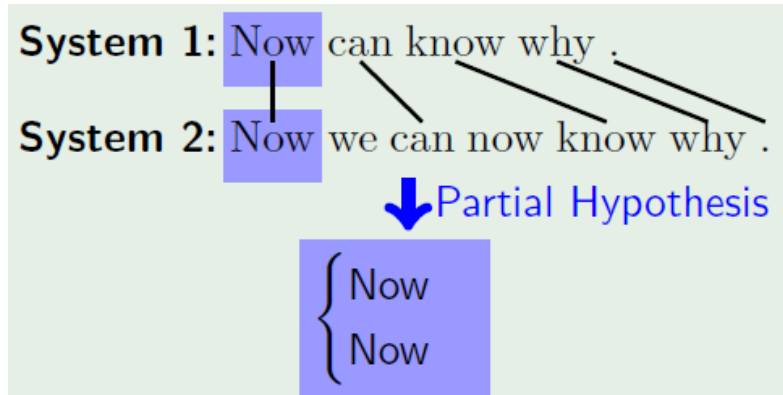 System 1: Now can know why .
System 2: Now we can now know why .
Partial Hypothesis
Now
Now